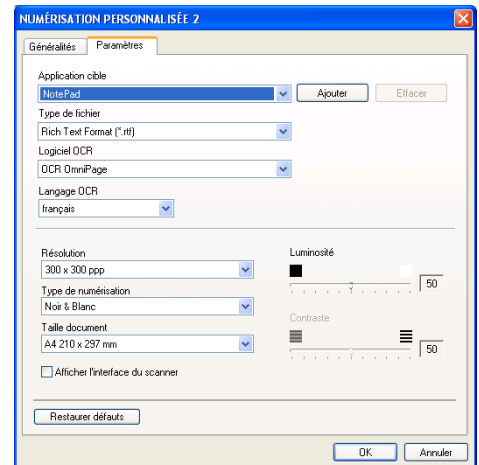 NUMÉRISATION PERSONNALISÉE 2
Généralités Paramètres
Application cible
NotePad Ajouter Effacer
Type de fichier
Rich Text Format (*.rtf)
Logiciel OCR
OCR OmniPage
Langage OCR
français
Résolution
300 x 300 ppp
Type de numérisation
Noir & Blanc
Taille document
A4 210 x 297 mm
Afficher l'interface du scanner
Luminosité
50
Contraste
50
Restaurer défauts
OK Annuler